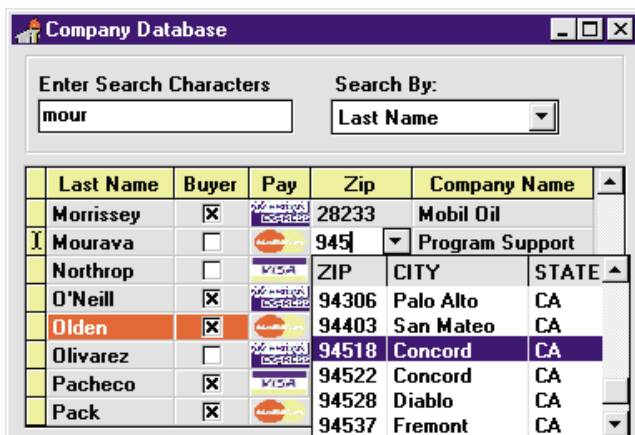 Company Database
Enter Search Characters Search By:
mour Last Name
Last Name Buyer Pay Zip Company Name
Morrissey 28233 Mobil Oil
Mourava 945 Program Support
Northrop VISA ZIP CITY STATE
O'Neill 94306 Palo Alto CA
Olden 94403 San Mateo CA
Olivarez 94518 Concord CA
Pacheco VISA 94522 Concord CA
Pack 94528 Diablo CA
94537 Fremont CA